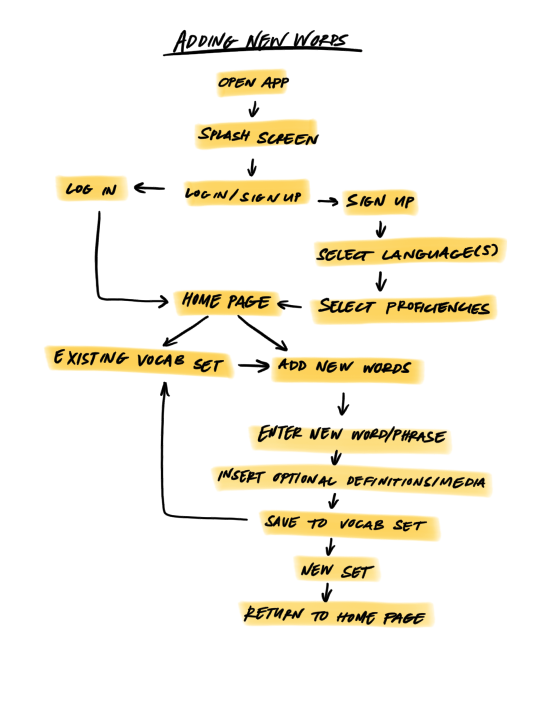 ADDING NEW WORDS
OPEN APP
SPLASH SCREEN
LOG IN
LOGIN/SIGN UP
SIGN UP
SELECT LANGUAGE(S)
HOME PAGE
SELECT PROFICIENCIES
EXISTING VOCAB SET
ADD NEW WORDS
ENTER NEW WORD/PHRASE
INSERT OPTIONAL DEFINITIONS/MEDIA
SAVE TO VOCAB SET
NEW SET
RETURN TO HOME PAGE